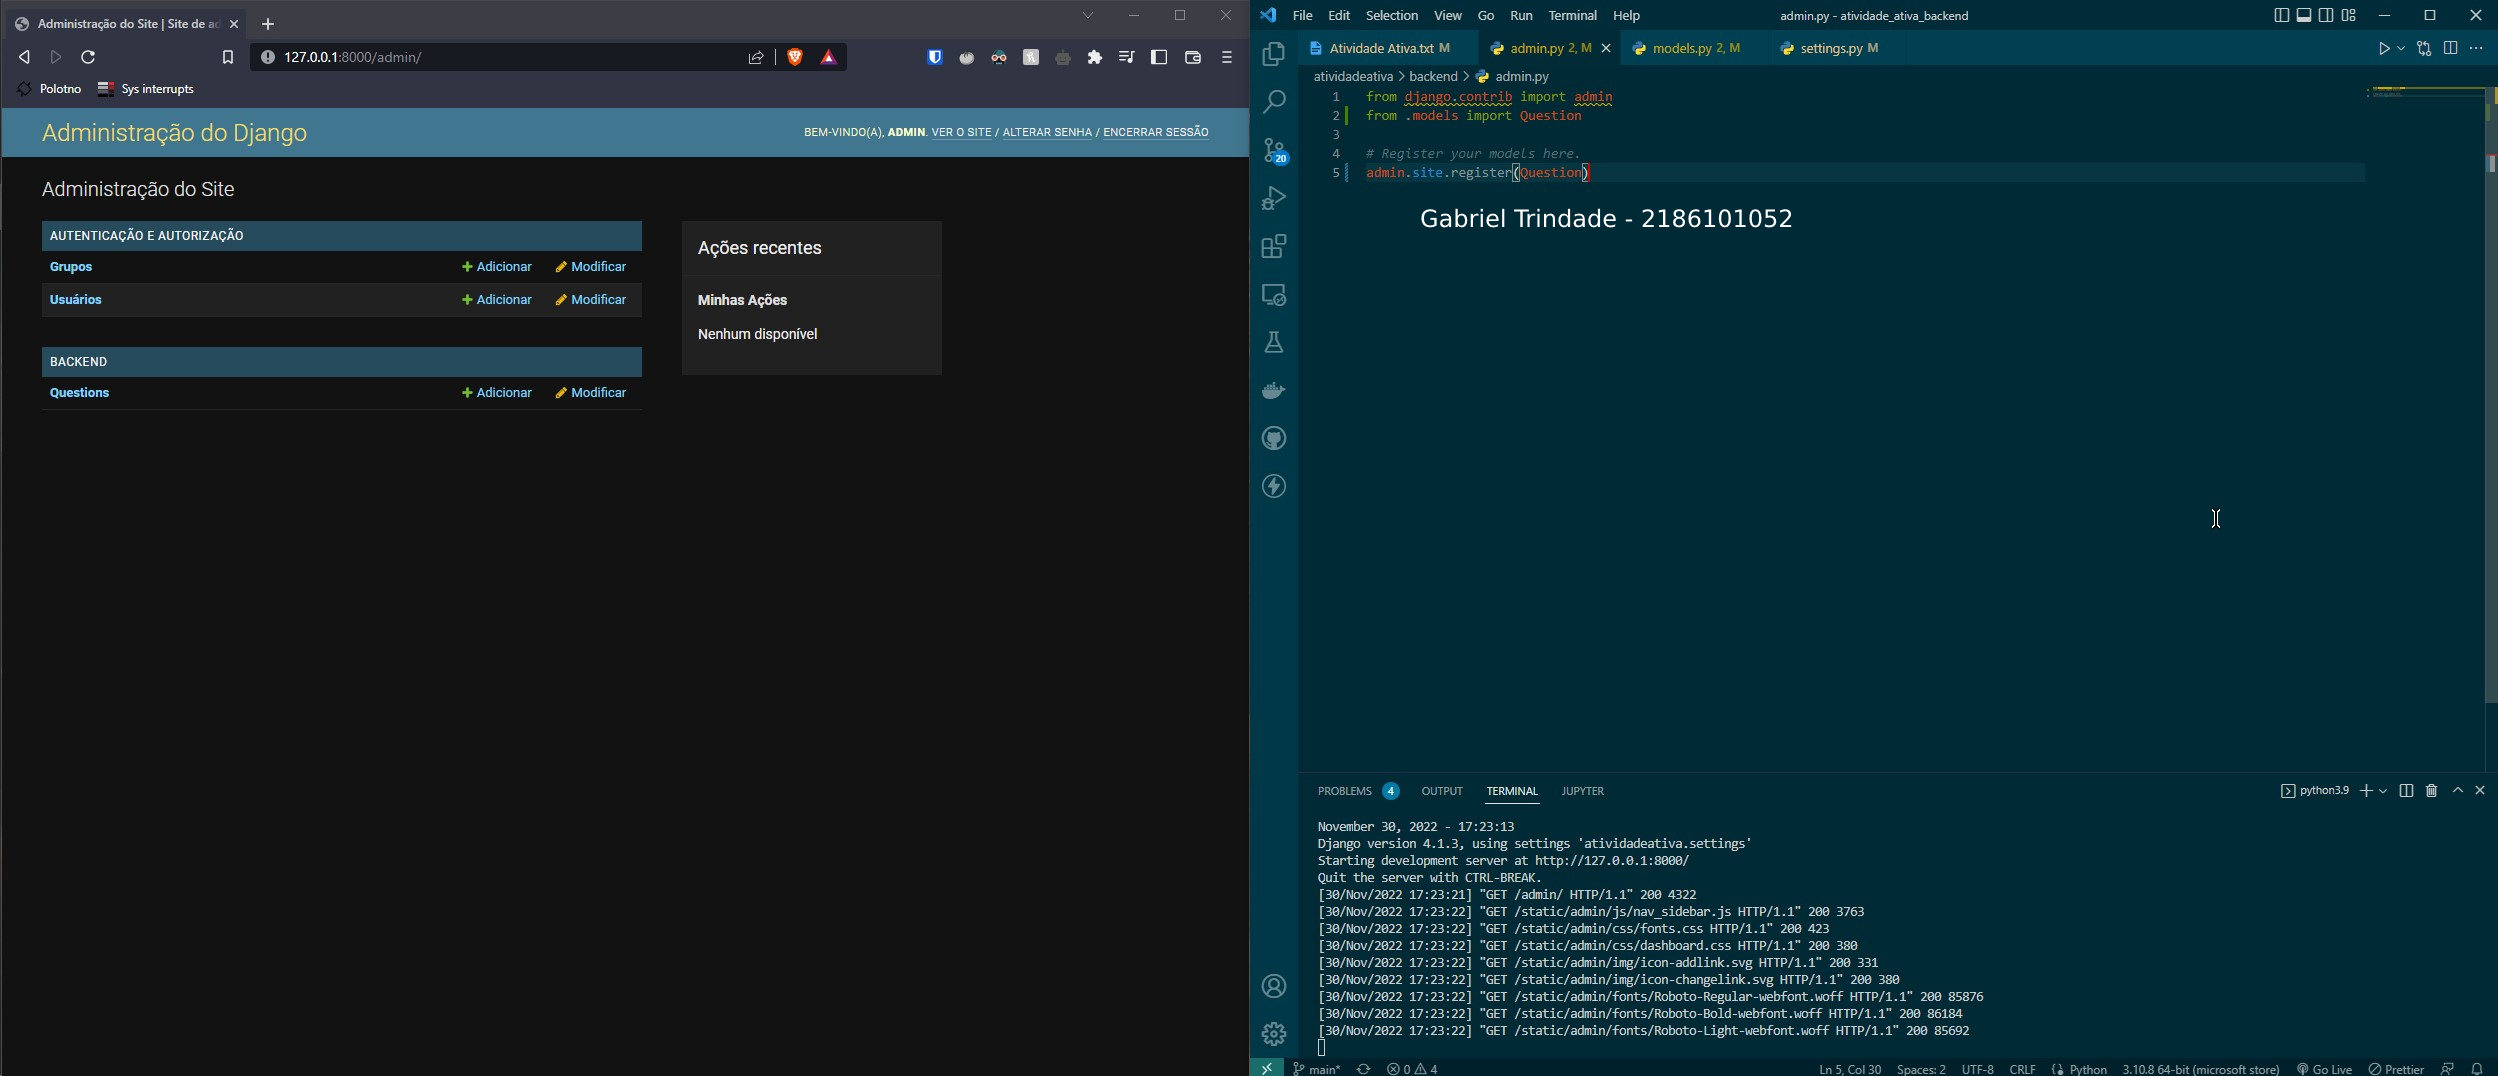 Administração do Site | Site de ad
127.0.0.1:8000/admin/
Polotno
Sys interrupts
Administração do Django
BEM-VINDO(A), ADMIN. VER O SITE / ALTERAR SENHA / ENCERRAR SESSÃO
Administração do Site
AUTENTICAÇÃO E AUTORIZAÇÃO
Grupos
Adicionar
Modificar
Usuários
Adicionar
Modificar
BACKEND
Questions
Adicionar
Modificar
Ações recentes
Minhas Ações
Nenhum disponível
File Edit Selection View Go Run Terminal Help
admin.py - atividade_ativa_backend
Atividade Ativa.txt M
admin.py 2, M
models.py 2, M
settings.py M
atividadeativa > backend > admin.py
1 from django.contrib import admin
2 from .models import Question
3
4 # Register your models here.
5 admin.site.register(Question)
Gabriel Trindade - 2186101052
20
PROBLEMS 4 OUTPUT TERMINAL JUPYTER
python3.9
November 30, 2022 - 17:23:13
Django version 4.1.3, using settings 'atividadeativa.settings'
Starting development server at http://127.0.0.1:8000/
Quit the server with CTRL-BREAK.
[30/Nov/2022 17:23:21] "GET /admin/ HTTP/1.1" 200 4322
[30/Nov/2022 17:23:22] "GET /static/admin/js/nav_sidebar.js HTTP/1.1" 200 3763
[30/Nov/2022 17:23:22] "GET /static/admin/css/fonts.css HTTP/1.1" 200 423
[30/Nov/2022 17:23:22] "GET /static/admin/css/dashboard.css HTTP/1.1" 200 380
[30/Nov/2022 17:23:22] "GET /static/admin/img/icon-addlink.svg HTTP/1.1" 200 331
[30/Nov/2022 17:23:22] "GET /static/admin/img/icon-changelink.svg HTTP/1.1" 200 380
[30/Nov/2022 17:23:22] "GET /static/admin/fonts/Roboto-Regular-webfont.woff HTTP/1.1" 200 85876
[30/Nov/2022 17:23:22] "GET /static/admin/fonts/Roboto-Bold-webfont.woff HTTP/1.1" 200 86184
[30/Nov/2022 17:23:22] "GET /static/admin/fonts/Roboto-Light-webfont.woff HTTP/1.1" 200 85692
main* 0 4
Ln 5, Col 30 Spaces: 2 UTF-8 CRLF Python 3.10.8 64-bit (microsoft store) Go Live Prettier